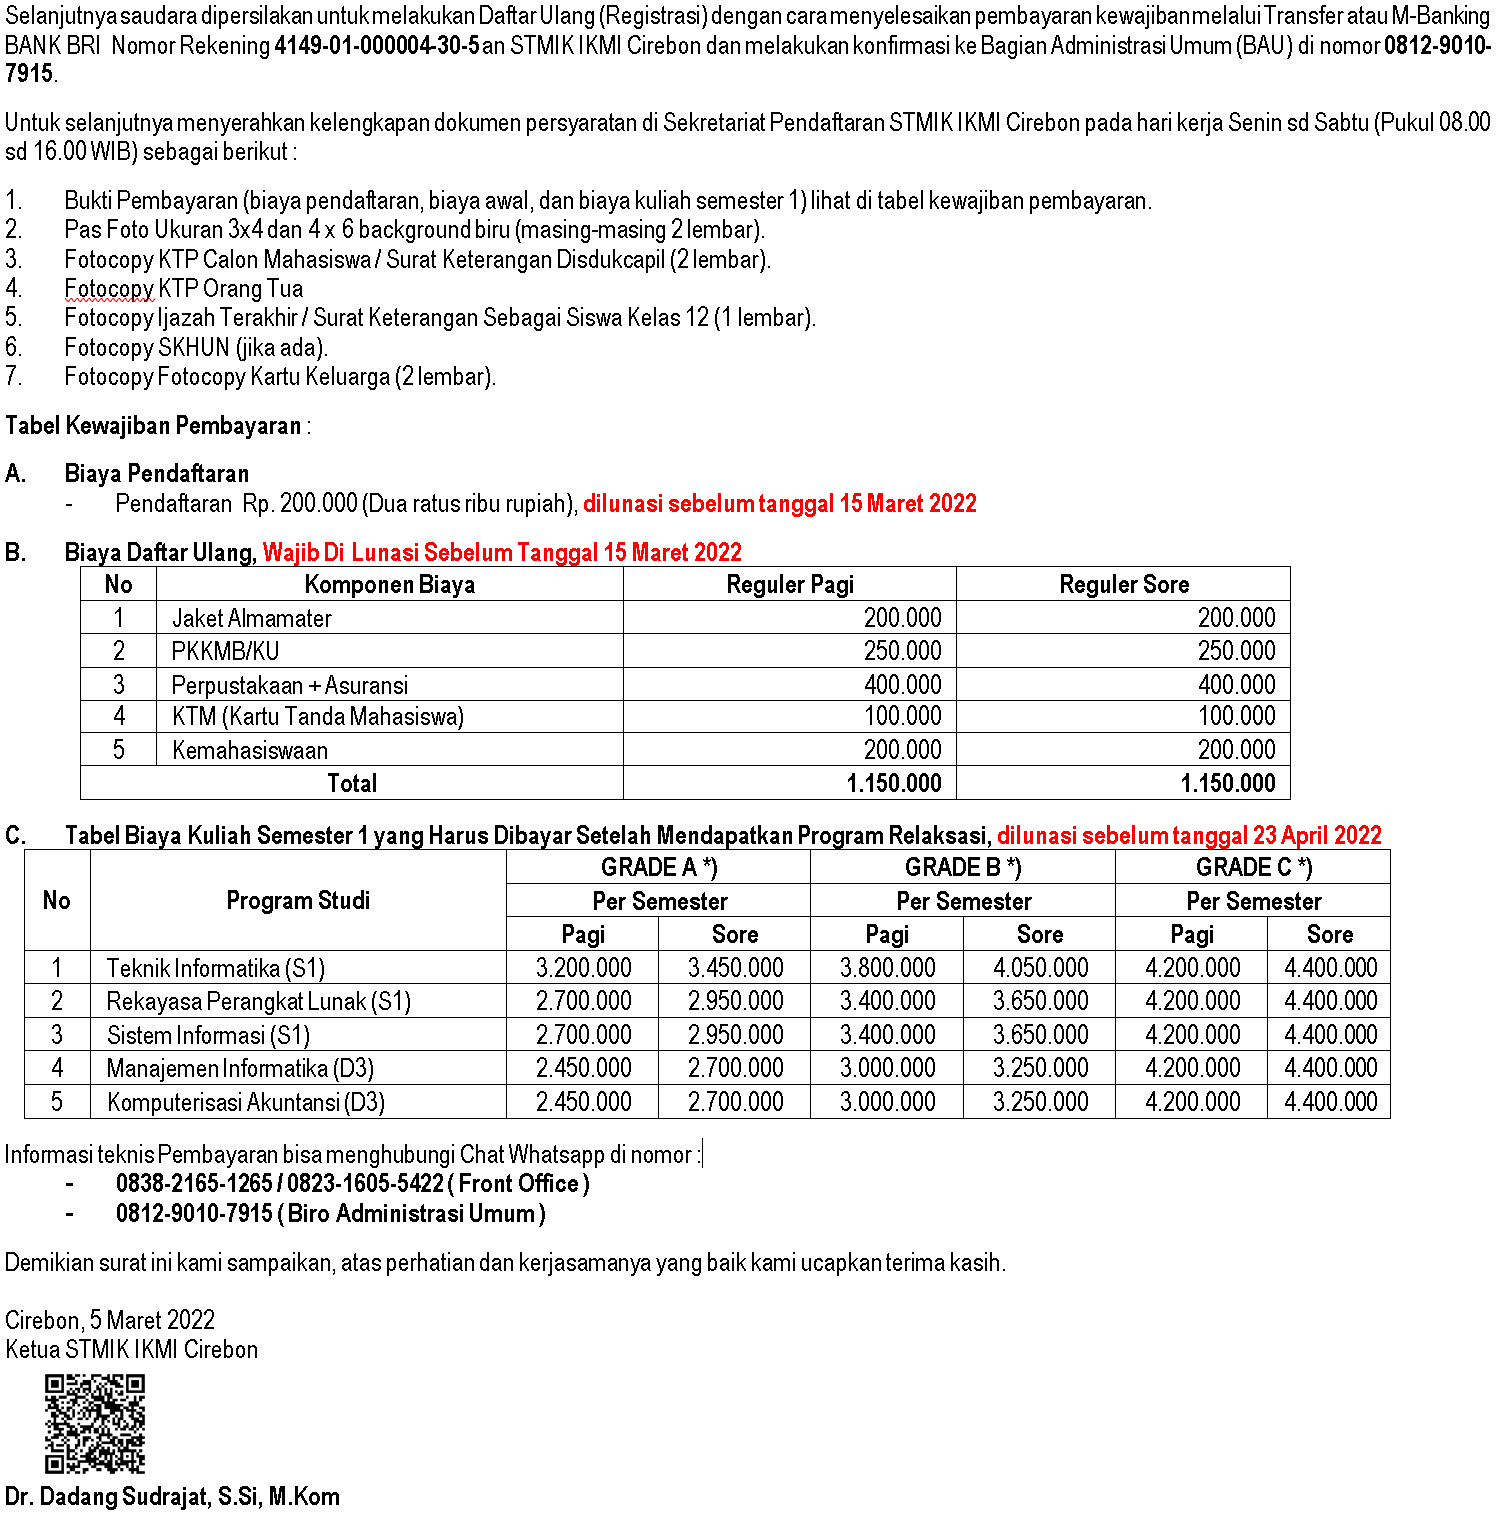 Selanjutnya saudara dipersilakan untuk melakukan Daftar Ulang (Registrasi) dengan cara menyelesaikan pembayaran kewajiban melalui Transfer atau M-Banking
BANK BRI Nomor Rekening 4149-01-000004-30-5 an STMIK IKMI Cirebon dan melakukan konfirmasi ke Bagian Administrasi Umum (BAU) di nomor 0812-9010-
7915.
Untuk selanjutnya menyerahkan kelengkapan dokumen persyaratan di Sekretariat Pendaftaran STMIK IKMI Cirebon pada hari kerja Senin sd Sabtu (Pukul 08.00
sd 16.00 WIB) sebagai berikut :
1. Bukti Pembayaran (biaya pendaftaran, biaya awal, dan biaya kuliah semester 1) lihat di tabel kewajiban pembayaran.
2. Pas Foto Ukuran 3x4 dan 4 x 6 background biru (masing-masing 2 lembar).
3. Fotocopy KTP Calon Mahasiswa / Surat Keterangan Disdukcapil (2 lembar).
4. Fotocopy KTP Orang Tua
5. Fotocopy Ijazah Terakhir / Surat Keterangan Sebagai Siswa Kelas 12 (1 lembar).
6. Fotocopy SKHUN (jika ada).
7. Fotocopy Fotocopy Kartu Keluarga (2 lembar).
Tabel Kewajiban Pembayaran :
A. Biaya Pendaftaran
- Pendaftaran Rp. 200.000 (Dua ratus ribu rupiah), dilunasi sebelum tanggal 15 Maret 2022
B. Biaya Daftar Ulang, Wajib Di Lunasi Sebelum Tanggal 15 Maret 2022
No Komponen Biaya Reguler Pagi Reguler Sore
1 Jaket Almamater 200.000 200.000
2 PKKMB/KU 250.000 250.000
3 Perpustakaan + Asuransi 400.000 400.000
4 KTM (Kartu Tanda Mahasiswa) 100.000 100.000
5 Kemahasiswaan 200.000 200.000
Total 1.150.000 1.150.000
C. Tabel Biaya Kuliah Semester 1 yang Harus Dibayar Setelah Mendapatkan Program Relaksasi, dilunasi sebelum tanggal 23 April 2022
No Program Studi GRADE A *) GRADE B *) GRADE C *)
Per Semester Per Semester Per Semester
Pagi Sore Pagi Sore Pagi Sore
1 Teknik Informatika (S1) 3.200.000 3.450.000 3.800.000 4.050.000 4.200.000 4.400.000
2 Rekayasa Perangkat Lunak (S1) 2.700.000 2.950.000 3.400.000 3.650.000 4.200.000 4.400.000
3 Sistem Informasi (S1) 2.700.000 2.950.000 3.400.000 3.650.000 4.200.000 4.400.000
4 Manajemen Informatika (D3) 2.450.000 2.700.000 3.000.000 3.250.000 4.200.000 4.400.000
5 Komputerisasi Akuntansi (D3) 2.450.000 2.700.000 3.000.000 3.250.000 4.200.000 4.400.000
Informasi teknis Pembayaran bisa menghubungi Chat Whatsapp di nomor :
- 0838-2165-1265 / 0823-1605-5422 ( Front Office )
- 0812-9010-7915 ( Biro Administrasi Umum )
Demikian surat ini kami sampaikan, atas perhatian dan kerjasamanya yang baik kami ucapkan terima kasih.
Cirebon, 5 Maret 2022
Ketua STMIK IKMI Cirebon
Dr. Dadang Sudrajat, S.Si, M.Kom